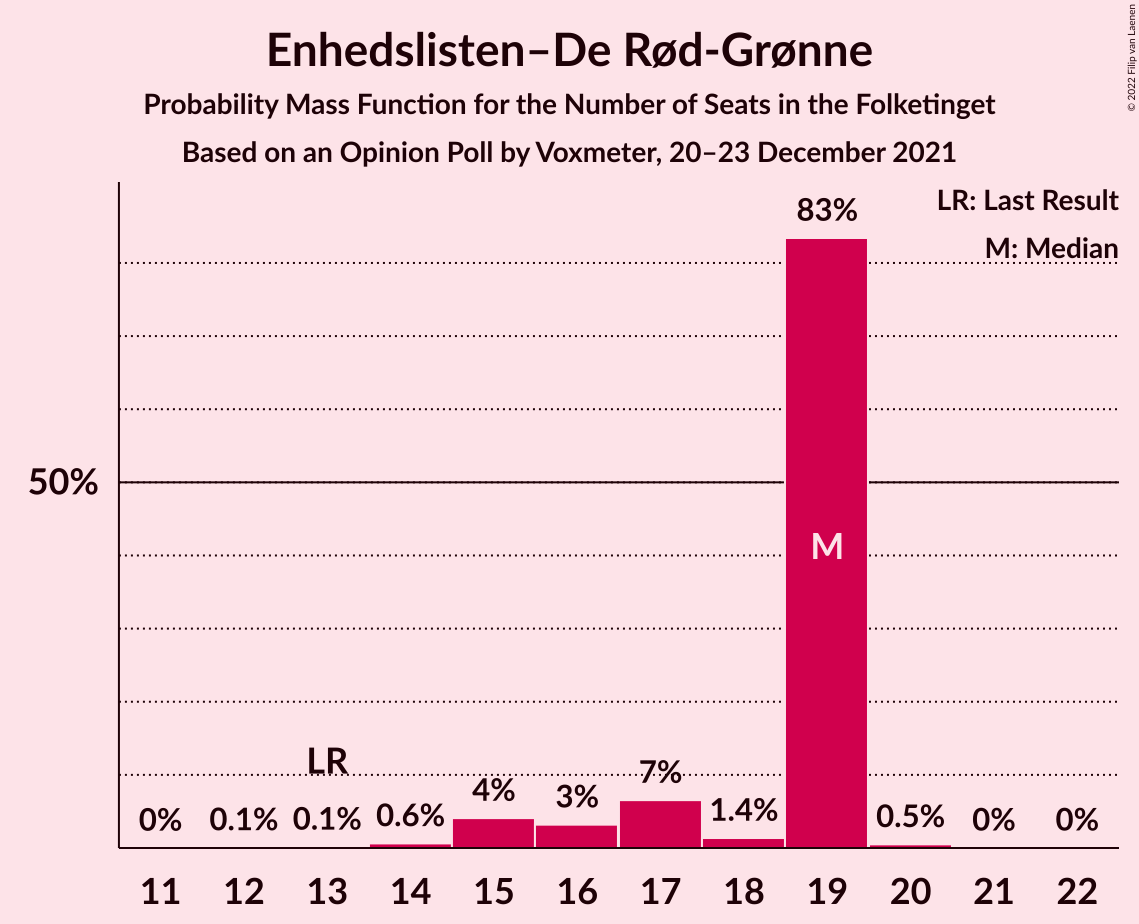 Enhedslisten–De Rød-Grønne
Probability Mass Function for the Number of Seats in the Folketinget
Based on an Opinion Poll by Voxmeter, 20–23 December 2021
© 2022 Filip van Laenen
LR: Last Result
M: Median
83%
50%
M
LR
0%
0.1%
0.1%
0.6%
4%
3%
7%
1.4%
0.5%
0%
0%
11 12 13 14 15 16 17 18 19 20 21 22